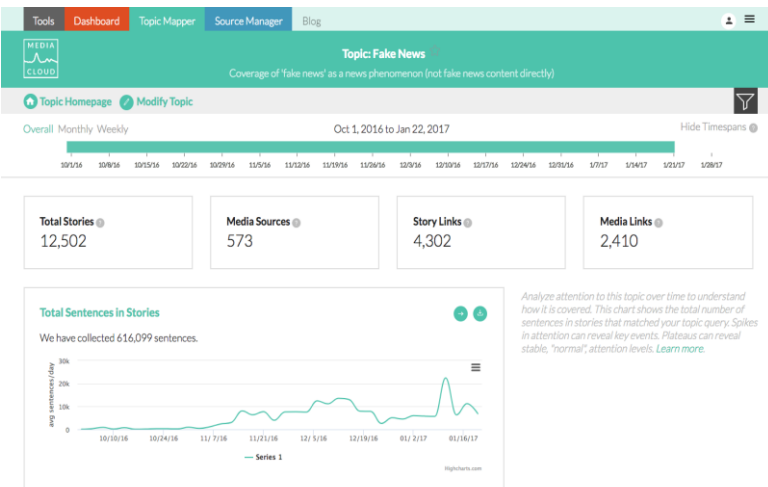 Tools Dashboard Topic Mapper Source Manager Blog
MEDIA
CLOUD
Topic: Fake News
Coverage of 'fake news' as a news phenomenon (not fake news content directly)
Topic Homepage Modify Topic
Overall Monthly Weekly Oct 1, 2016 to Jan 22, 2017 Hide Timespans ?
10/1/16 10/8/16 10/15/16 10/22/16 10/29/16 11/5/16 11/12/16 11/19/16 11/26/16 12/3/16 12/10/16 12/17/16 12/24/16 12/31/16 1/7/17 1/14/17 1/21/17 1/28/17
Total Stories ? Media Sources ? Story Links ? Media Links ?
12,502 573 4,302 2,410
Total Sentences in Stories
We have collected 616,099 sentences.
avg sentences/day
30k
20k
10k
0
10/10/16 10/24/16 11/ 7/16 11/21/16 12/ 5/16 12/19/16 01/ 2/17 01/16/17
Series 1
Highcharts.com
Analyze attention to this topic over time to understand
how it is covered. This chart shows the total number of
sentences in stories that matched your topic query. Spikes
in attention can reveal key events. Plateaus can reveal
stable, "normal", attention levels. Learn more.